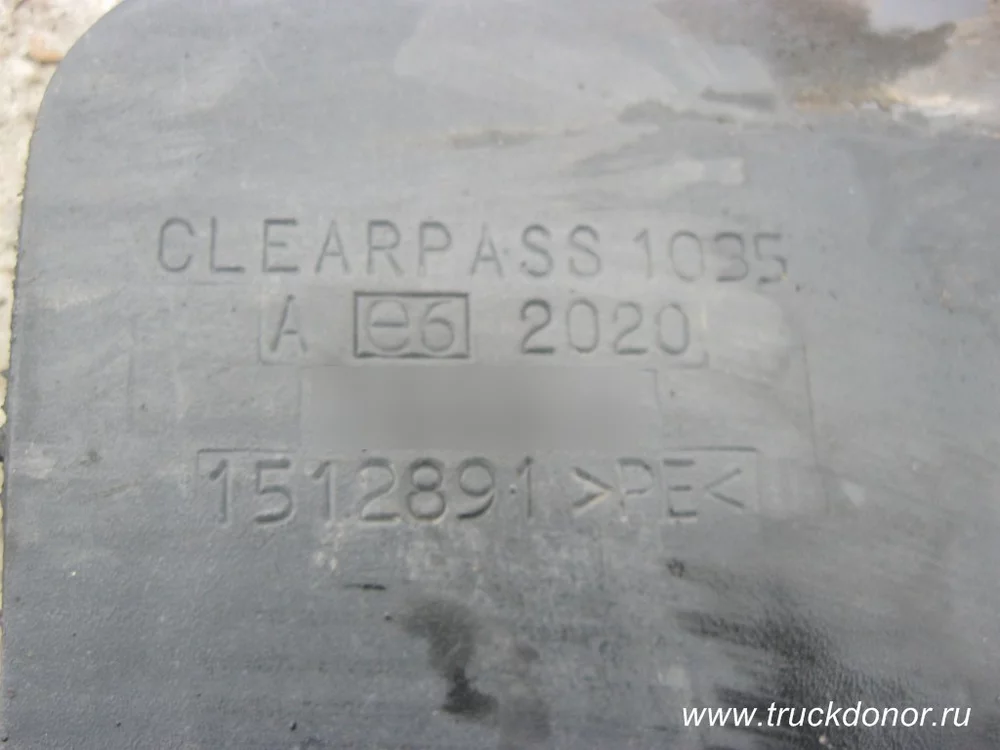 CLEARPASS 1035
A e6 2020
1512891 >PE<
www.truckdonor.ru